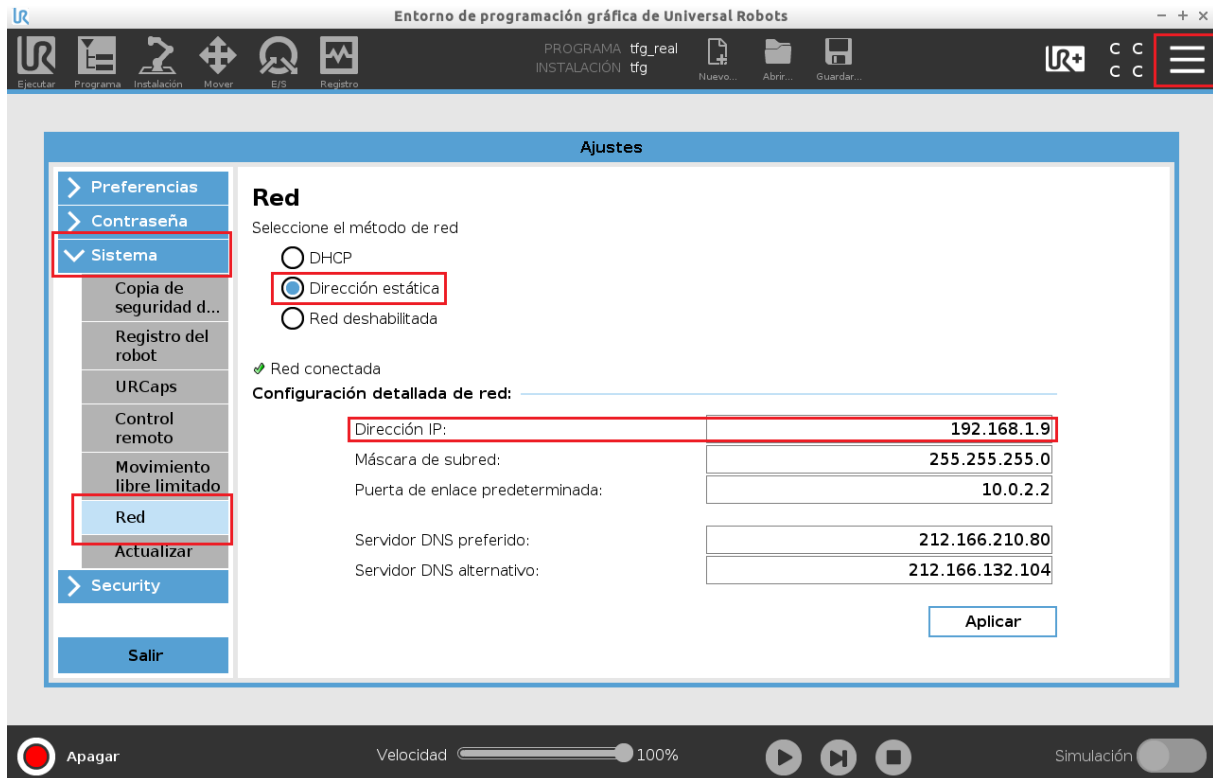 UR
Entorno de programación gráfica de Universal Robots
UR
Ejecutar
Programa
Instalación
Mover
E/S
Registro
PROGRAMA tfg_real
INSTALACIÓN tfg
Nuevo...
Abrir...
Guardar...
UR+
C C
C C
Ajustes
Preferencias
Contraseña
Sistema
Copia de
seguridad d...
Registro del
robot
URCaps
Control
remoto
Movimiento
libre limitado
Red
Actualizar
Security
Salir
Red
Seleccione el método de red
DHCP
Dirección estática
Red deshabilitada
Red conectada
Configuración detallada de red:
Dirección IP: 192.168.1.9
Máscara de subred: 255.255.255.0
Puerta de enlace predeterminada: 10.0.2.2
Servidor DNS preferido: 212.166.210.80
Servidor DNS alternativo: 212.166.132.104
Aplicar
Apagar
Velocidad 100%
Simulación